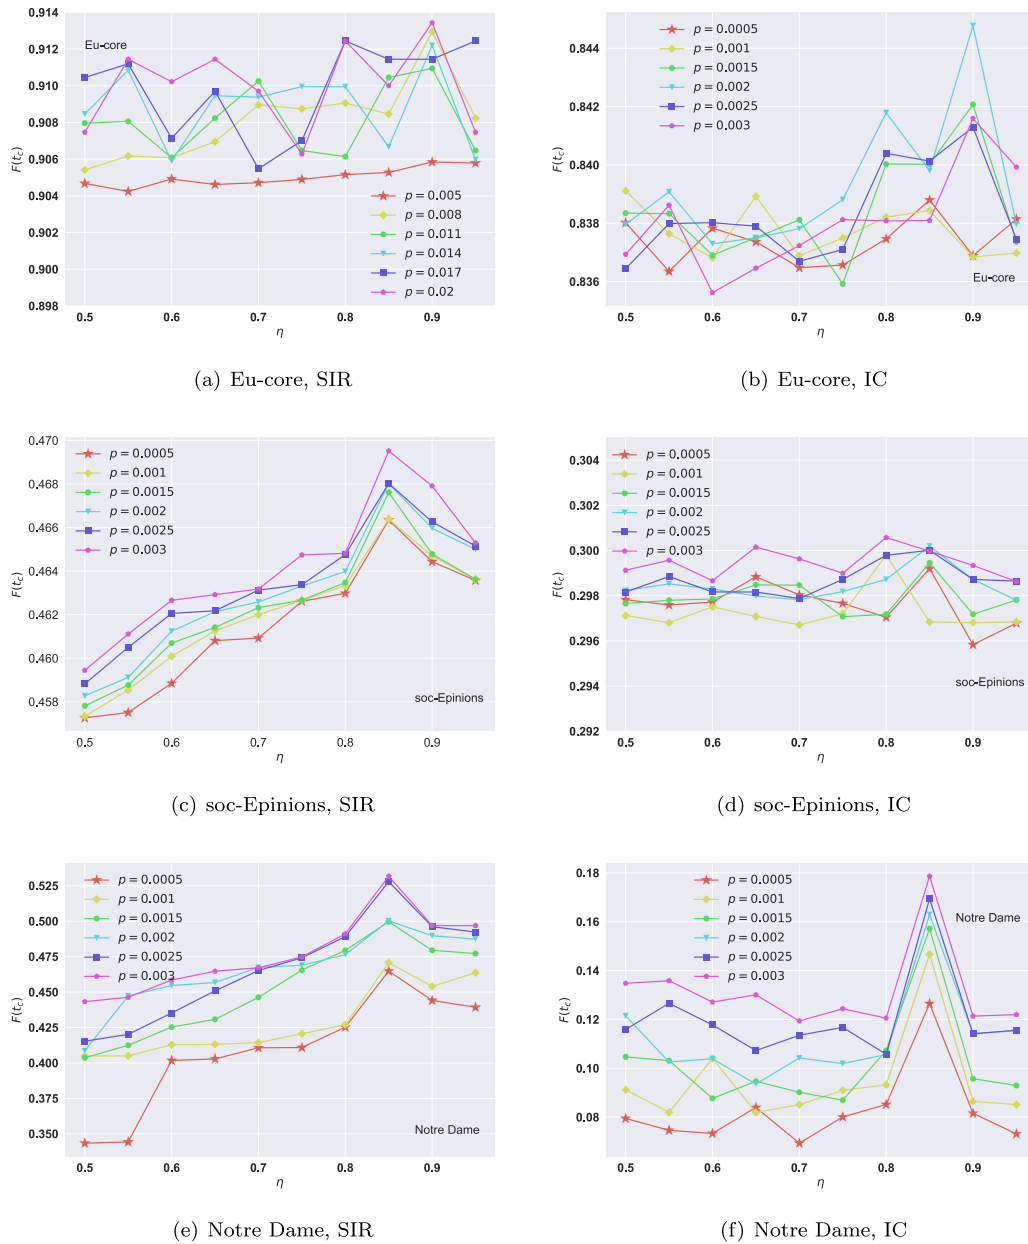 0.914
0.912
0.910
0.908
0.906
0.904
0.902
0.900
0.898
F(t_c)
Eu-core
p = 0.005
p = 0.008
p = 0.011
p = 0.014
p = 0.017
p = 0.02
0.5 0.6 0.7 0.8 0.9
η
(a) Eu-core, SIR
0.844
0.842
0.840
0.838
0.836
F(t_c)
p = 0.0005
p = 0.001
p = 0.0015
p = 0.002
p = 0.0025
p = 0.003
Eu-core
0.5 0.6 0.7 0.8 0.9
η
(b) Eu-core, IC
0.470
0.468
0.466
0.464
0.462
0.460
0.458
F(t_c)
p = 0.0005
p = 0.001
p = 0.0015
p = 0.002
p = 0.0025
p = 0.003
soc-Epinions
0.5 0.6 0.7 0.8 0.9
η
(c) soc-Epinions, SIR
0.304
0.302
0.300
0.298
0.296
0.294
0.292
F(t_c)
p = 0.0005
p = 0.001
p = 0.0015
p = 0.002
p = 0.0025
p = 0.003
soc-Epinions
0.5 0.6 0.7 0.8 0.9
η
(d) soc-Epinions, IC
0.525
0.500
0.475
0.450
0.425
0.400
0.375
0.350
F(t_c)
p = 0.0005
p = 0.001
p = 0.0015
p = 0.002
p = 0.0025
p = 0.003
Notre Dame
0.5 0.6 0.7 0.8 0.9
η
(e) Notre Dame, SIR
0.18
0.16
0.14
0.12
0.10
0.08
F(t_c)
p = 0.0005
p = 0.001
p = 0.0015
p = 0.002
p = 0.0025
p = 0.003
Notre Dame
0.5 0.6 0.7 0.8 0.9
η
(f) Notre Dame, IC